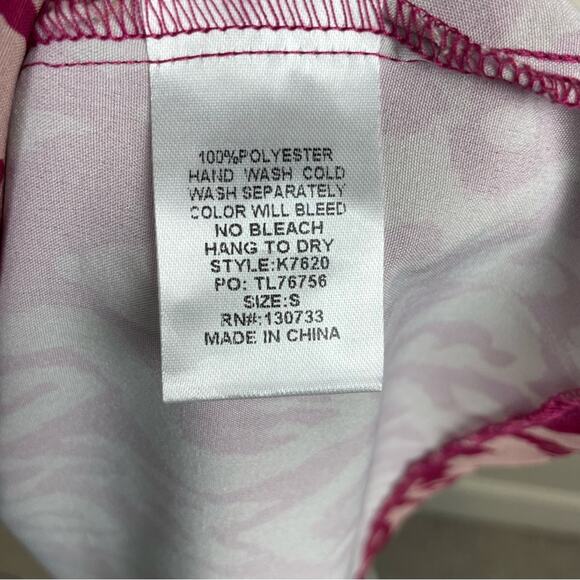 100%POLYESTER
HAND WASH COLD
WASH SEPARATELY
COLOR WILL BLEED
NO BLEACH
HANG TO DRY
STYLE:K7620
PO: TL76756
SIZE:S
RN#:130733
MADE IN CHINA